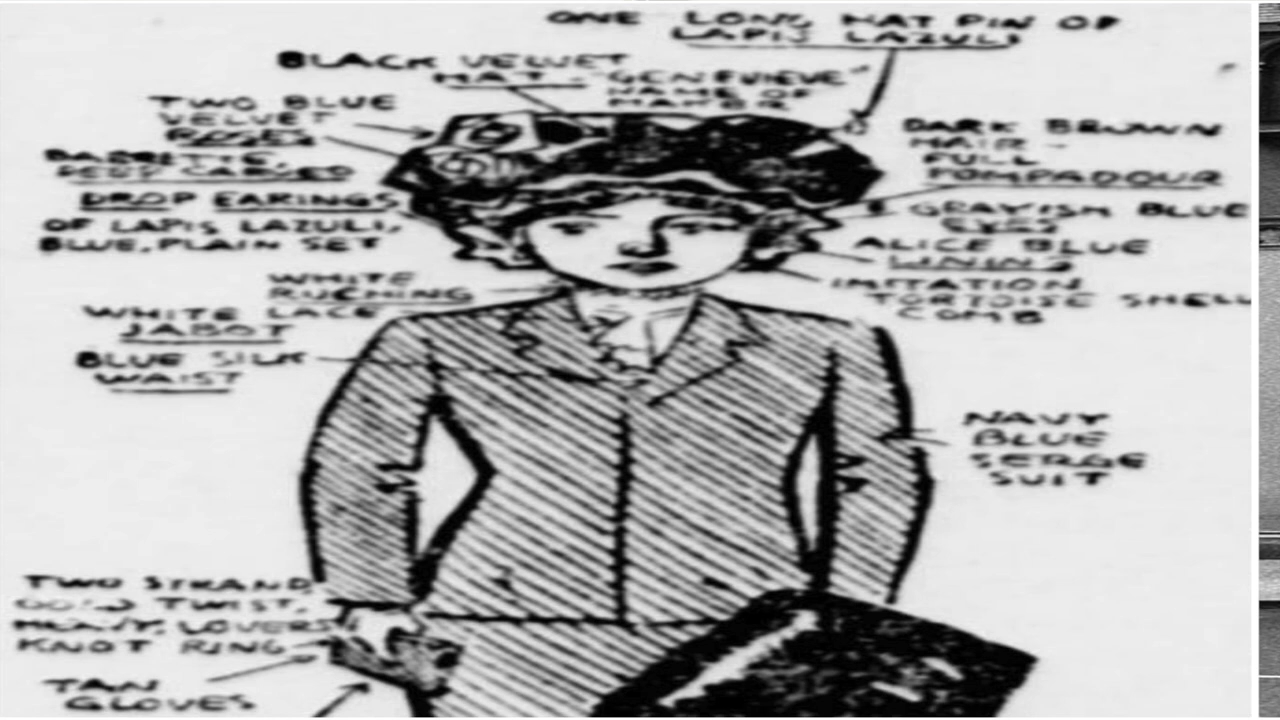 ONE LONG HAT PIN OF
LAPIS LAZULI
BLACK VELVET
HAT - "GENEVIEVE"
NAME OF
MAKER
TWO BLUE
VELVET
ROSES
BARRETTE,
CARGED
DROP EARINGS
OF LAPIS LAZULI,
BLUE, PLAIN SET
WHITE
RUCHING
WHITE LACE
JABOT
BLUE SILK
WAIST
DARK BROWN
HAIR -
FULL
POMPADOUR
GRAYISH BLUE
EYES
ALICE BLUE
LINING
IMITATION
TORTOISE SHELL
COMB
NAVY
BLUE
SERGE
SUIT
TWO STRAND
GOLD TWIST,
HEAVY, LOVERS
KNOT RING
TAN
GLOVES